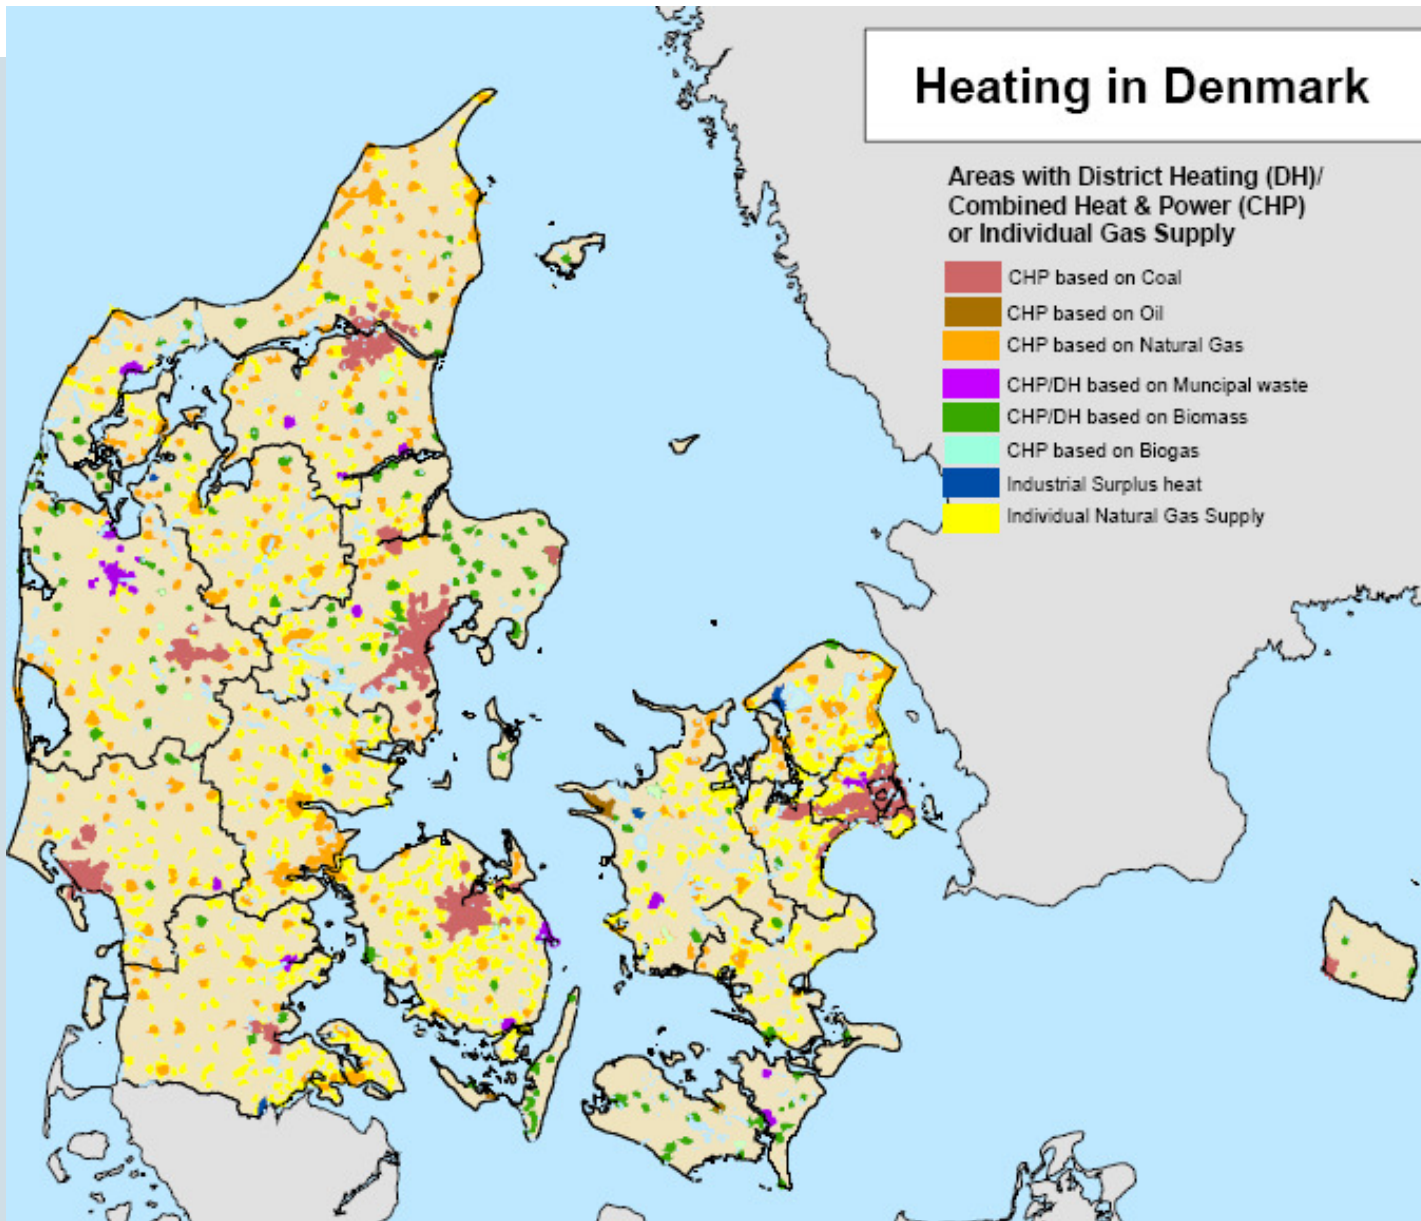 Heating in Denmark
Areas with District Heating (DH)/
Combined Heat & Power (CHP)
or Individual Gas Supply
CHP based on Coal
CHP based on Oil
CHP based on Natural Gas
CHP/DH based on Muncipal waste
CHP/DH based on Biomass
CHP based on Biogas
Industrial Surplus heat
Individual Natural Gas Supply